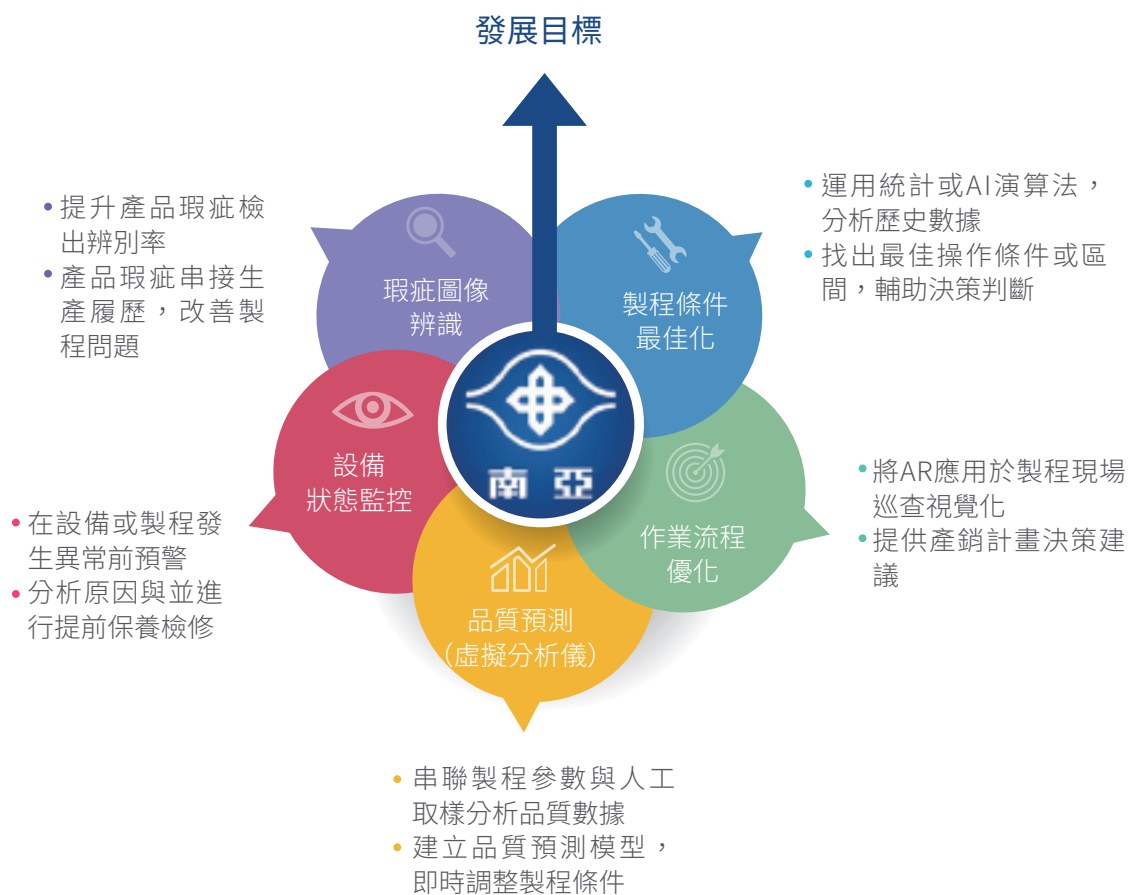 發展目標
• 提升產品瑕疵檢
出辨別率
• 產品瑕疵串接生
產履歷，改善製
程問題
瑕疵圖像
辨識
製程條件
最佳化
• 運用統計或AI演算法，
分析歷史數據
• 找出最佳操作條件或區
間，輔助決策判斷
設備
狀態監控
南亞
• 在設備或製程發
生異常前預警
• 分析原因與並進
行提前保養檢修
作業流程
優化
• 將AR應用於製程現場
巡查視覺化
• 提供產銷計畫決策建
議
品質預測
（虛擬分析儀）
• 串聯製程參數與人工
取樣分析品質數據
• 建立品質預測模型，
即時調整製程條件